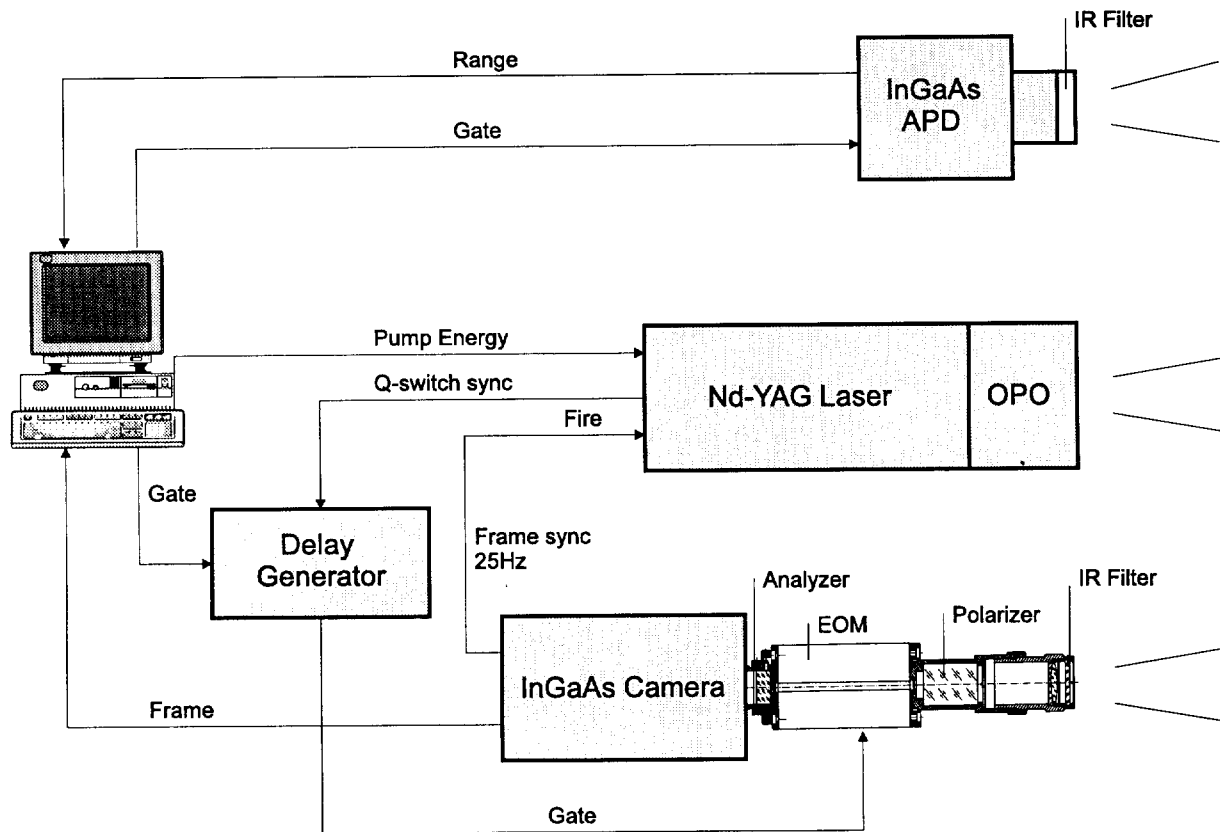 IR Filter
Range
InGaAs
APD
Gate
Pump Energy
Q-switch sync
Nd-YAG Laser
OPO
Fire
Gate
Delay
Generator
Frame sync
25Hz
Analyzer
IR Filter
EOM
Polarizer
InGaAs Camera
Frame
Gate